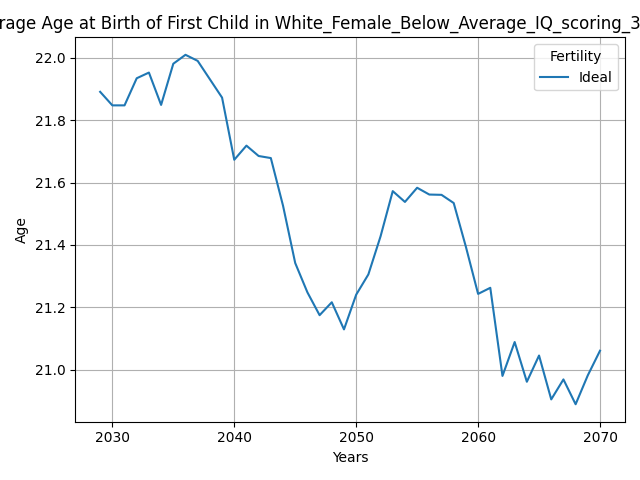 rage Age at Birth of First Child in White_Female_Below_Average_IQ_scoring_3
22.0
21.8
21.6
21.4
21.2
21.0
Age
Fertility
Ideal
2030 2040 2050 2060 2070
Years